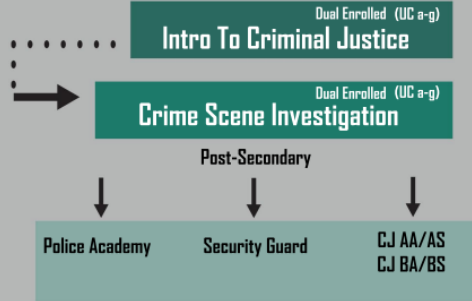 Dual Enrolled (UC a-g)
Intro To Criminal Justice
Dual Enrolled (UC a-g)
Crime Scene Investigation
Post-Secondary
Police Academy
Security Guard
CJ AA/AS
CJ BA/BS